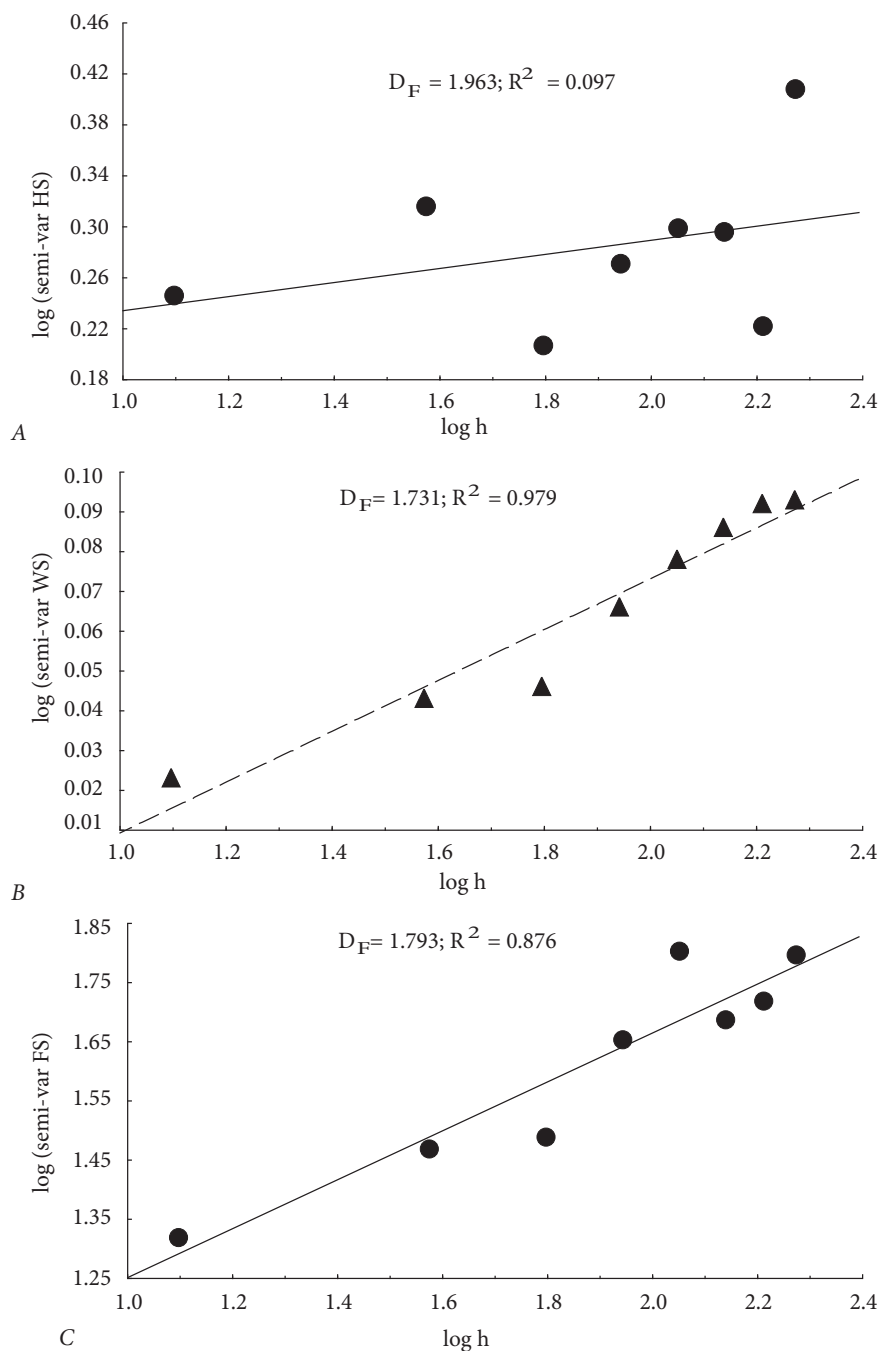 0.46
0.42
0.38
0.34
0.30
0.26
0.22
0.18
log (semi-var HS)
D_F = 1.963; R² = 0.097
1.0 1.2 1.4 1.6 1.8 2.0 2.2 2.4
log h
A
0.10
0.09
0.08
0.07
0.06
0.05
0.04
0.03
0.02
0.01
log (semi-var WS)
D_F= 1.731; R² = 0.979
1.0 1.2 1.4 1.6 1.8 2.0 2.2 2.4
log h
B
1.85
1.75
1.65
1.55
1.45
1.35
1.25
log (semi-var FS)
D_F= 1.793; R² = 0.876
1.0 1.2 1.4 1.6 1.8 2.0 2.2 2.4
log h
C